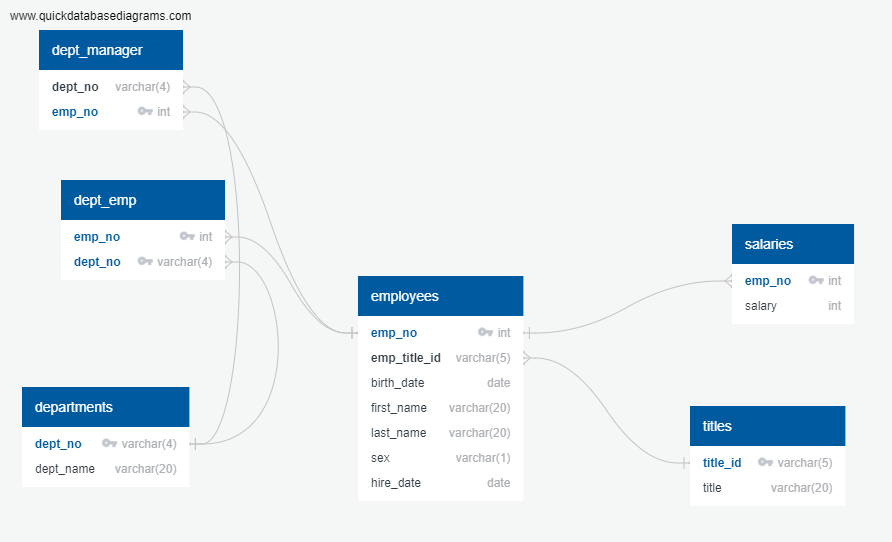 www.quickdatabasediagrams.com
dept_manager
dept_no varchar(4)
emp_no int
dept_emp
emp_no int
dept_no varchar(4)
departments
dept_no varchar(4)
dept_name varchar(20)
employees
emp_no int
emp_title_id varchar(5)
birth_date date
first_name varchar(20)
last_name varchar(20)
sex varchar(1)
hire_date date
salaries
emp_no int
salary int
titles
title_id varchar(5)
title varchar(20)